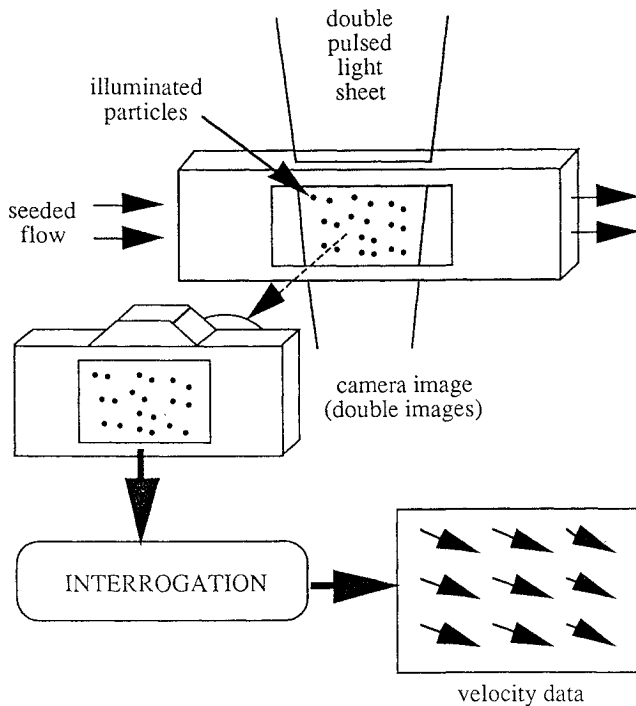 double
pulsed
light
sheet
illuminated
particles
seeded
flow
camera image
(double images)
INTERROGATION
velocity data